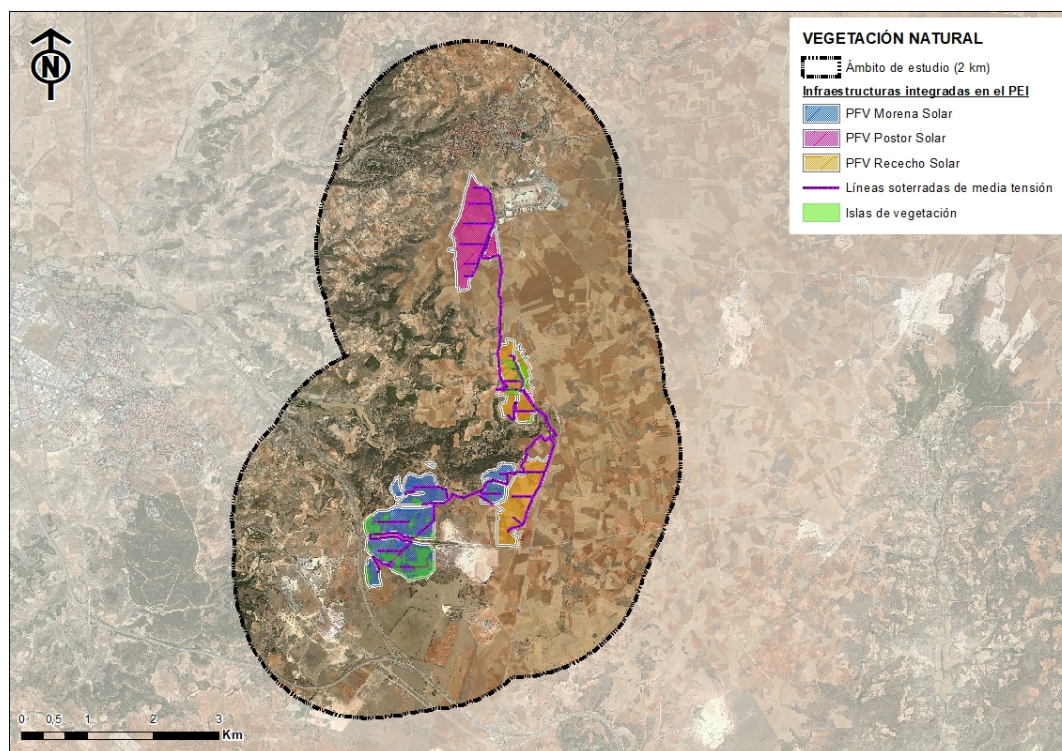 N
VEGETACIÓN NATURAL
Ámbito de estudio (2 km)
Infraestructuras integradas en el PEI
PFV Morena Solar
PFV Postor Solar
PFV Rececho Solar
Líneas soterradas de media tensión
Islas de vegetación
0 0,5 1 2 3
Km